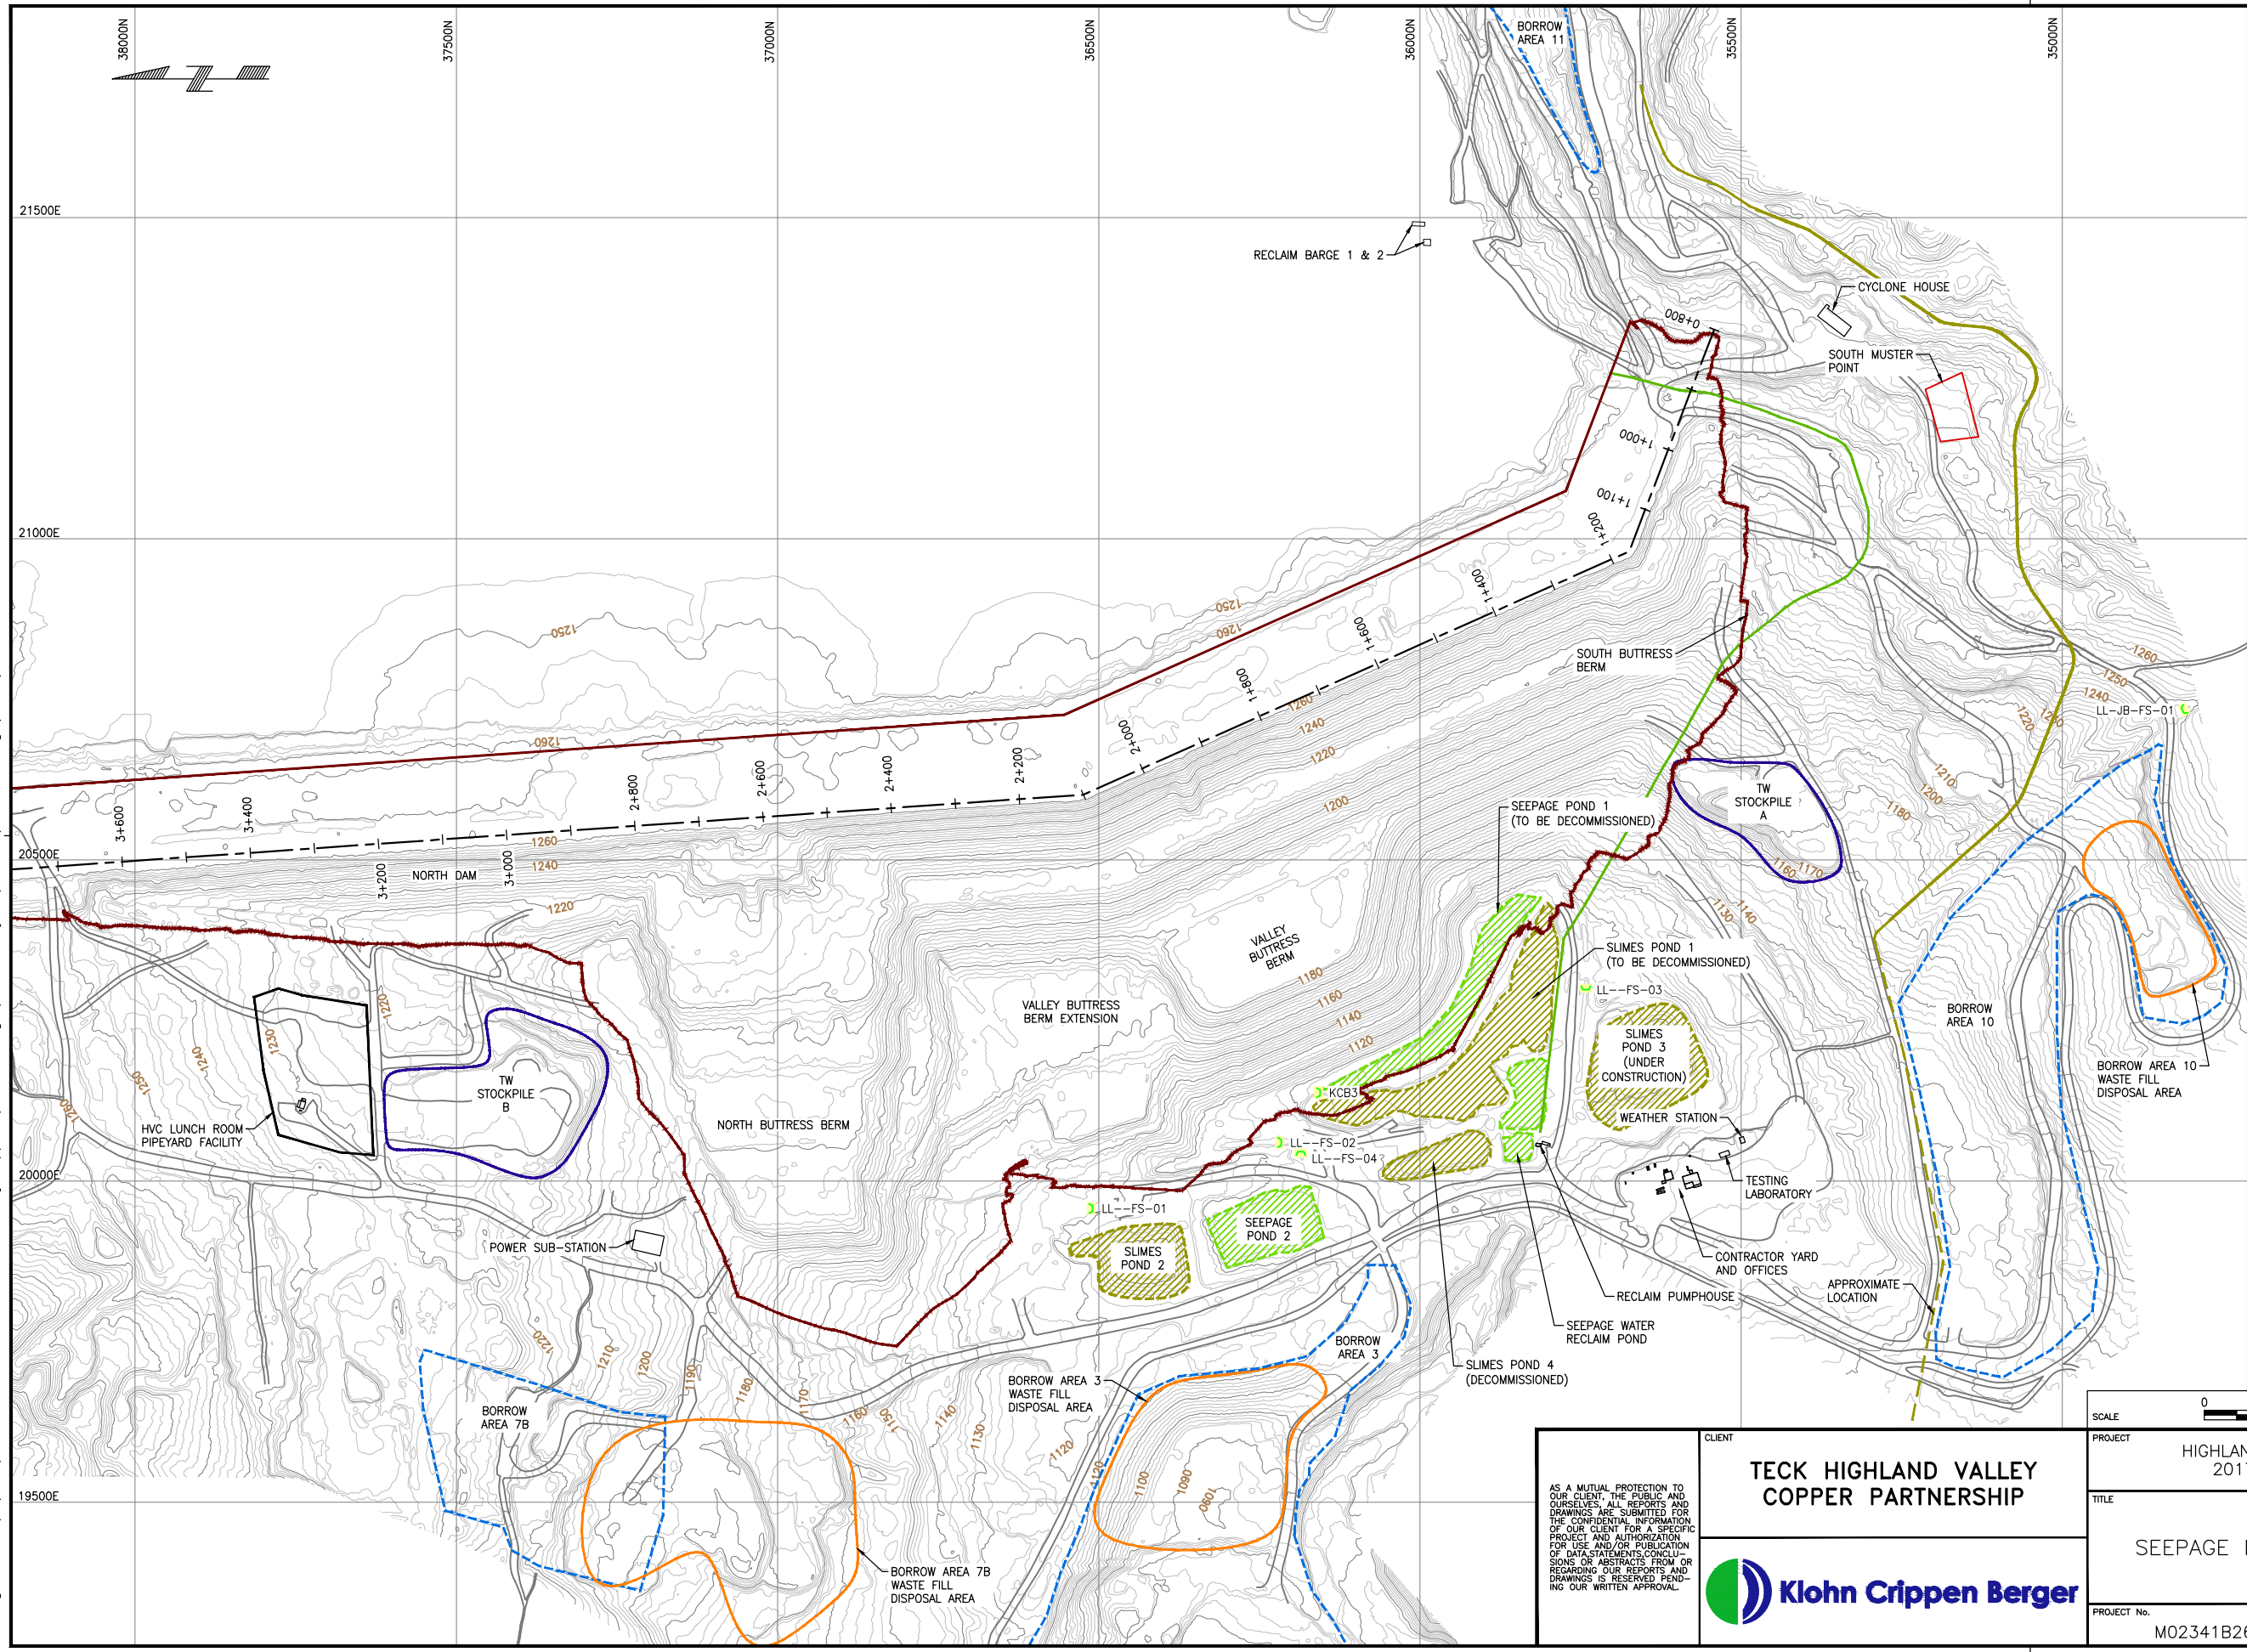 38000N
37500N
37000N
36500N
36000N
35500N
35000N
BORROW
AREA 11
21500E
RECLAIM BARGE 1 & 2
CYCLONE HOUSE
0+800
SOUTH MUSTER
POINT
1+000
1+100
1+200
21000E
1+400
1250
1250
1260
1+600
SOUTH BUTTRESS
BERM
1260
1250
1240
1+800
1260
LL-JB-FS-01
1220
1240
1220
2+000
1260
2+200
2+400
2+600
2+800
1210
1200
1180
1200
SEEPAGE POND 1
(TO BE DECOMMISSIONED)
TW
STOCKPILE
A
3+600
3+400
20500E
1260
1240
3+200
NORTH DAM
3+000
1160
1170
1220
1130
1140
VALLEY
BUTTRESS
BERM
SLIMES POND 1
(TO BE DECOMMISSIONED)
1180
1160
1140
1120
LL--FS-03
VALLEY BUTTRESS
BERM EXTENSION
1220
1230
1240
1250
1260
BORROW
AREA 10
SLIMES
POND 3
(UNDER
CONSTRUCTION)
BORROW AREA 10
WASTE FILL
DISPOSAL AREA
TW
STOCKPILE
B
KCB3
HVC LUNCH ROOM
PIPEYARD FACILITY
NORTH BUTTRESS BERM
WEATHER STATION
LL--FS-02
LL--FS-04
20000E
TESTING
LABORATORY
LL--FS-01
SEEPAGE
POND 2
SLIMES
POND 2
POWER SUB-STATION
CONTRACTOR YARD
AND OFFICES
RECLAIM PUMPHOUSE
APPROXIMATE
LOCATION
SEEPAGE WATER
RECLAIM POND
BORROW
AREA 3
SLIMES POND 4
(DECOMMISSIONED)
1220
1210
1200
1190
1180
1170
1160
1150
1140
1130
1120
BORROW AREA 3
WASTE FILL
DISPOSAL AREA
BORROW
AREA 7B
1120
1100
1090
1090
19500E
BORROW AREA 7B
WASTE FILL
DISPOSAL AREA
AS A MUTUAL PROTECTION TO
OUR CLIENT, THE PUBLIC AND
OURSELVES, ALL REPORTS AND
DRAWINGS ARE SUBMITTED FOR
THE CONFIDENTIAL INFORMATION
OF OUR CLIENT FOR A SPECIFIC
PROJECT AND AUTHORIZATION
FOR USE AND/OR PUBLICATION
OF DATA,STATEMENTS,CONCLU-
SIONS OR ABSTRACTS FROM OR
REGARDING OUR REPORTS AND
DRAWINGS IS RESERVED PEND-
ING OUR WRITTEN APPROVAL.
CLIENT
TECK HIGHLAND VALLEY
COPPER PARTNERSHIP
Klohn Crippen Berger
SCALE
0
PROJECT
HIGHLAN
201
TITLE
SEEPAGE
PROJECT No.
M02341B2